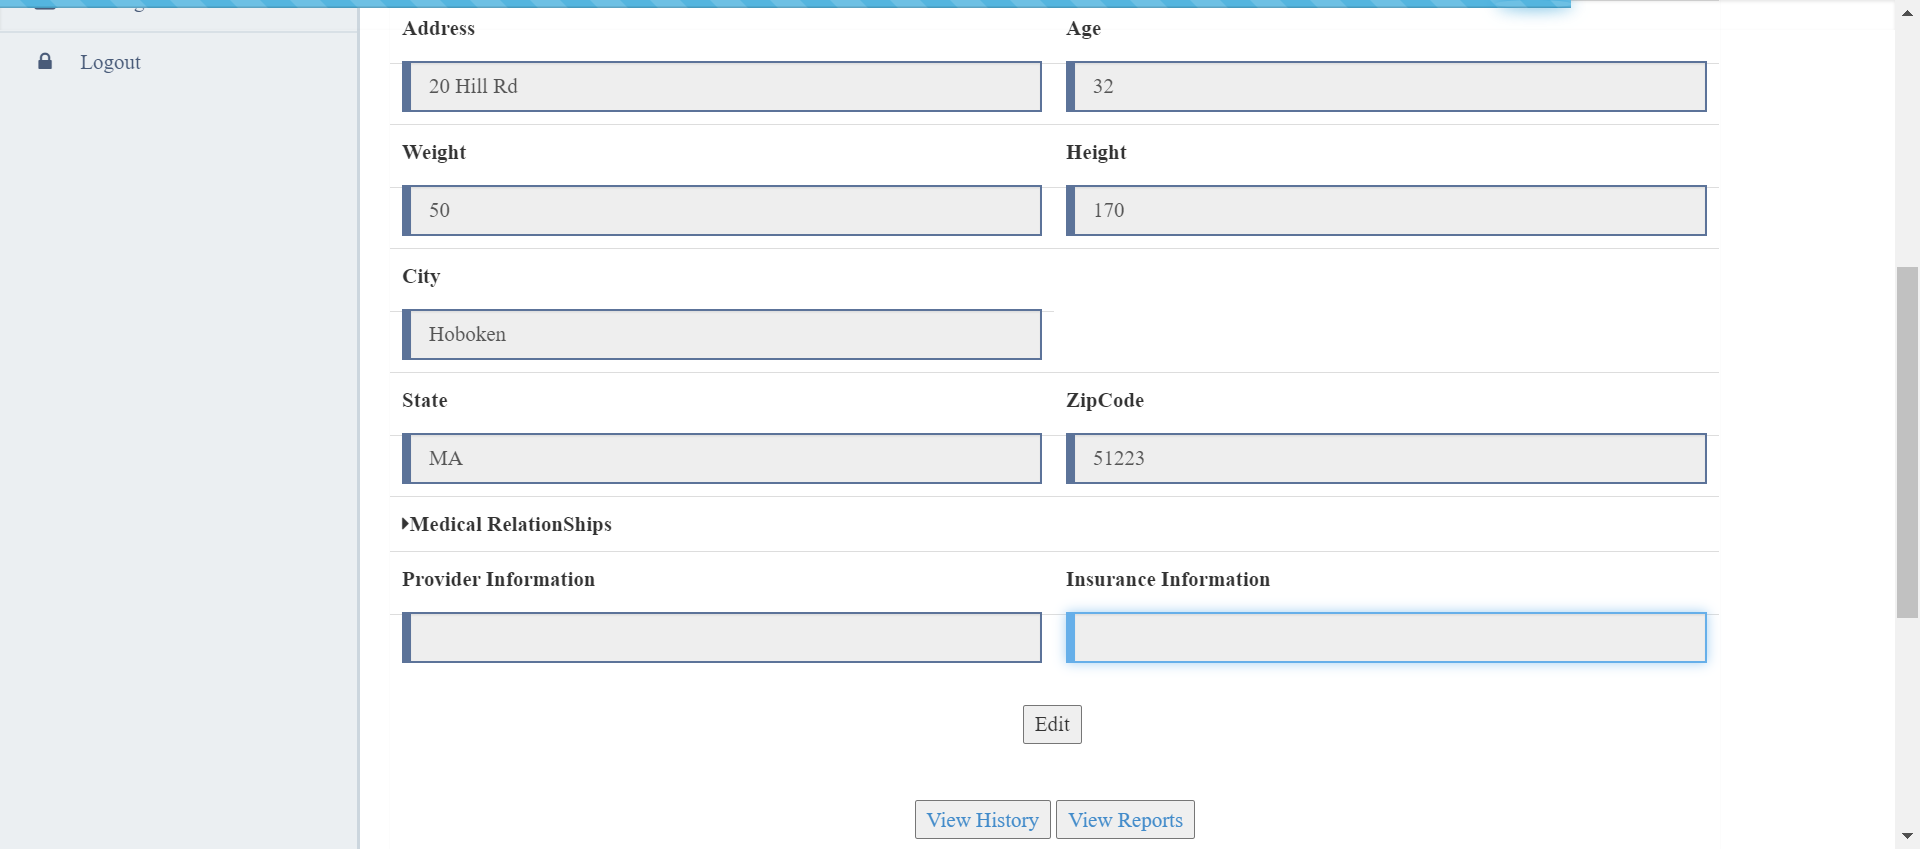 Logout
Address Age
20 Hill Rd 32
Weight Height
50 170
City
Hoboken
State ZipCode
MA 51223
Medical RelationShips
Provider Information Insurance Information
Edit
View History View Reports